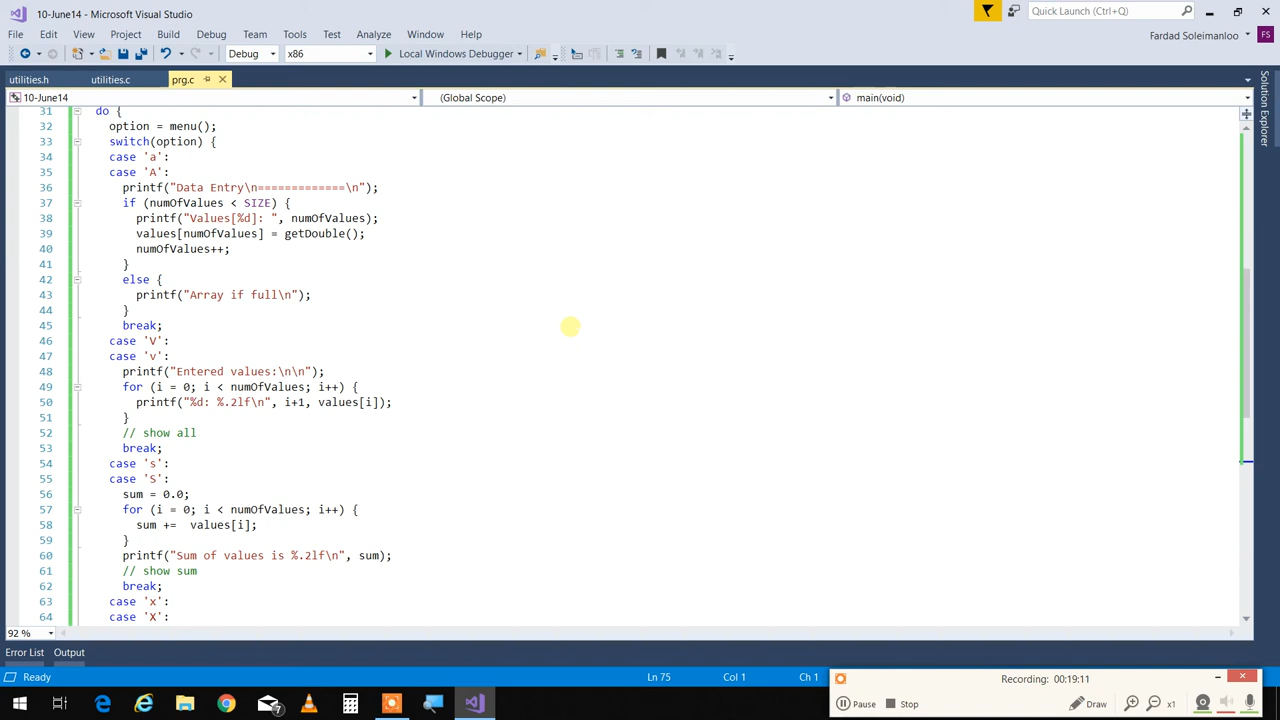 10-June14 - Microsoft Visual Studio
Quick Launch (Ctrl+Q)
File Edit View Project Build Debug Team Tools Test Analyze Window Help
Fardad Soleimanloo FS
Debug x86 Local Windows Debugger
utilities.h utilities.c prg.c
10-June14 (Global Scope) main(void)
Solution Explorer
31 do {
32 option = menu();
33 switch(option) {
34 case 'a':
35 case 'A':
36 printf("Data Entry\n=============\n");
37 if (numOfValues < SIZE) {
38 printf("Values[%d]: ", numOfValues);
39 values[numOfValues] = getDouble();
40 numOfValues++;
41 }
42 else {
43 printf("Array if full\n");
44 }
45 break;
46 case 'V':
47 case 'v':
48 printf("Entered values:\n\n");
49 for (i = 0; i < numOfValues; i++) {
50 printf("%d: %.2lf\n", i+1, values[i]);
51 }
52 // show all
53 break;
54 case 's':
55 case 'S':
56 sum = 0.0;
57 for (i = 0; i < numOfValues; i++) {
58 sum += values[i];
59 }
60 printf("Sum of values is %.2lf\n", sum);
61 // show sum
62 break;
63 case 'x':
64 case 'X':
92 %
Error List Output
Ready Ln 75 Col 1 Ch 1
Recording: 00:19:11
Pause Stop Draw x1
7